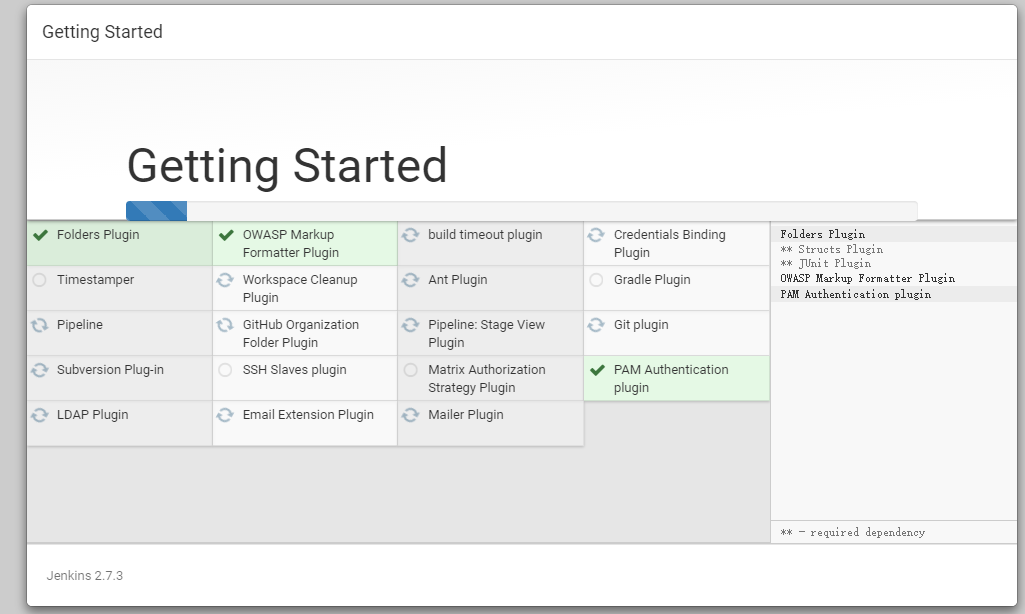 Getting Started
Getting Started
Folders Plugin
OWASP Markup
Formatter Plugin
build timeout plugin
Credentials Binding
Plugin
Timestamper
Workspace Cleanup
Plugin
Ant Plugin
Gradle Plugin
Pipeline
GitHub Organization
Folder Plugin
Pipeline: Stage View
Plugin
Git plugin
Subversion Plug-in
SSH Slaves plugin
Matrix Authorization
Strategy Plugin
PAM Authentication
plugin
LDAP Plugin
Email Extension Plugin
Mailer Plugin
Folders Plugin
** Structs Plugin
** JUnit Plugin
OWASP Markup Formatter Plugin
PAM Authentication plugin
** - required dependency
Jenkins 2.7.3